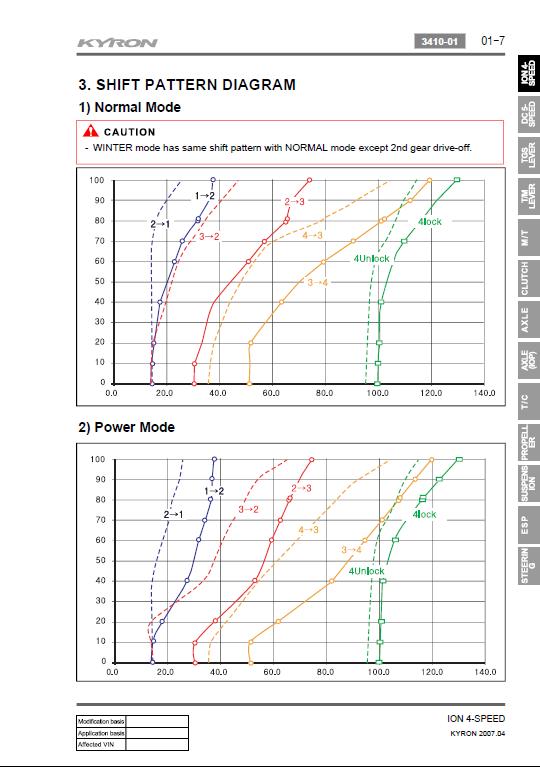 KYRON
3410-01
01-7
3. SHIFT PATTERN DIAGRAM
1) Normal Mode
CAUTION
- WINTER mode has same shift pattern with NORMAL mode except 2nd gear drive-off.
100
90
80
70
60
50
40
30
20
10
0
0.0 20.0 40.0 60.0 80.0 100.0 120.0 140.0
1→2
2→1
3→2
2→3
4→3
3→4
4Unlock
4lock
2) Power Mode
100
90
80
70
60
50
40
30
20
10
0
0.0 20.0 40.0 60.0 80.0 100.0 120.0 140.0
1→2
2→1
3→2
2→3
4→3
3→4
4Unlock
4lock
ION 4-
SPEED
DC 5-
SPEED
TGS
LEVER
T/M
LEVER
M/T
CLUTCH
AXLE
AXLE
(IOP)
T/C
PROPELL
ER
SUSPENS
ION
ESP
STEERIN
G
Modification basis
Application basis
Affected VIN
ION 4-SPEED
KYRON 2007.04